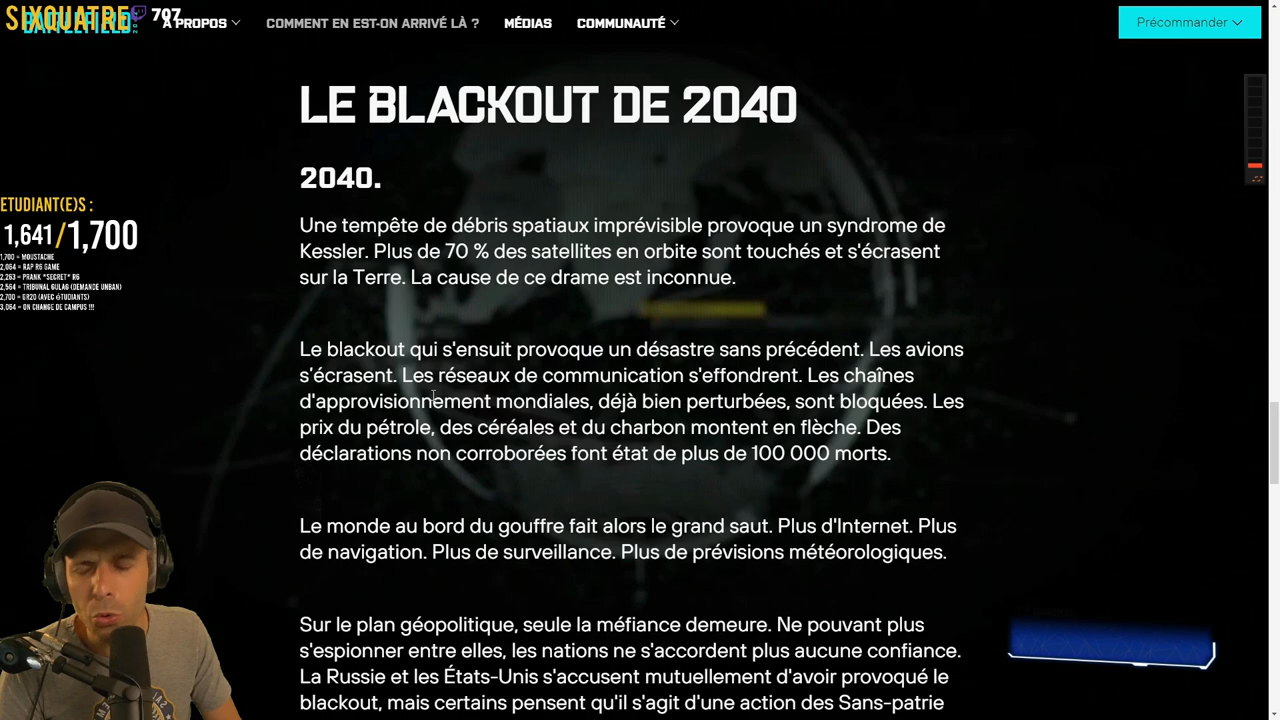 SIXQUATRE
797
À PROPOS
COMMENT EN EST-ON ARRIVÉ LÀ ?
MÉDIAS
COMMUNAUTÉ
Précommander
LE BLACKOUT DE 2040
2040.
Une tempête de débris spatiaux imprévisible provoque un syndrome de
Kessler. Plus de 70 % des satellites en orbite sont touchés et s'écrasent
sur la Terre. La cause de ce drame est inconnue.
Le blackout qui s'ensuit provoque un désastre sans précédent. Les avions
s’écrasent. Les réseaux de communication s'effondrent. Les chaînes
d'approvisionnement mondiales, déjà bien perturbées, sont bloquées. Les
prix du pétrole, des céréales et du charbon montent en flèche. Des
déclarations non corroborées font état de plus de 100 000 morts.
Le monde au bord du gouffre fait alors le grand saut. Plus d'Internet. Plus
de navigation. Plus de surveillance. Plus de prévisions météorologiques.
Sur le plan géopolitique, seule la méfiance demeure. Ne pouvant plus
s'espionner entre elles, les nations ne s'accordent plus aucune confiance.
La Russie et les États-Unis s'accusent mutuellement d'avoir provoqué le
blackout, mais certains pensent qu'il s'agit d'une action des Sans-patrie
ETUDIANT(E)S :
1,641/1,700
1,700 = MOUSTACHE
2,064 = RAP R6 GAME
2,263 = PRANK *SECRET* R6
2,564 = TRIBUNAL GULAG (DEMANDE UNBAN)
2,700 = GR20 (AVEC ÉTUDIANTS)
3,064 = ON CHANGE DE CAMPUS !!!